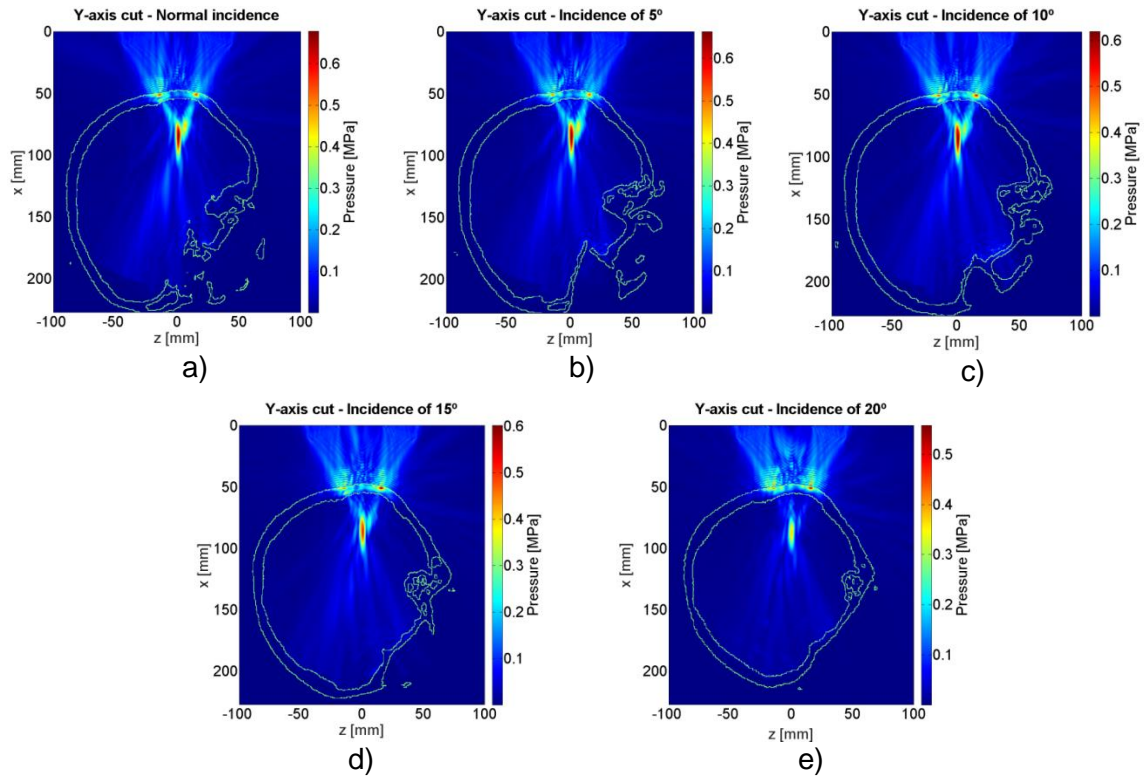 Y-axis cut - Normal incidence
0
50
100
150
200
x [mm]
-100 -50 0 50 100
z [mm]
0.6
0.5
0.4
0.3
0.2
0.1
Pressure [MPa]
a)
Y-axis cut - Incidence of 5º
0
50
100
150
200
x [mm]
-100 -50 0 50 100
z [mm]
0.6
0.5
0.4
0.3
0.2
0.1
Pressure [MPa]
b)
Y-axis cut - Incidence of 10º
0
50
100
150
200
x [mm]
-100 -50 0 50 100
z [mm]
0.6
0.5
0.4
0.3
0.2
0.1
Pressure [MPa]
c)
Y-axis cut - Incidence of 15º
0
50
100
150
200
x [mm]
-100 -50 0 50 100
z [mm]
0.6
0.5
0.4
0.3
0.2
0.1
Pressure [MPa]
d)
Y-axis cut - Incidence of 20º
0
50
100
150
200
x [mm]
-100 -50 0 50 100
z [mm]
0.5
0.4
0.3
0.2
0.1
Pressure [MPa]
e)